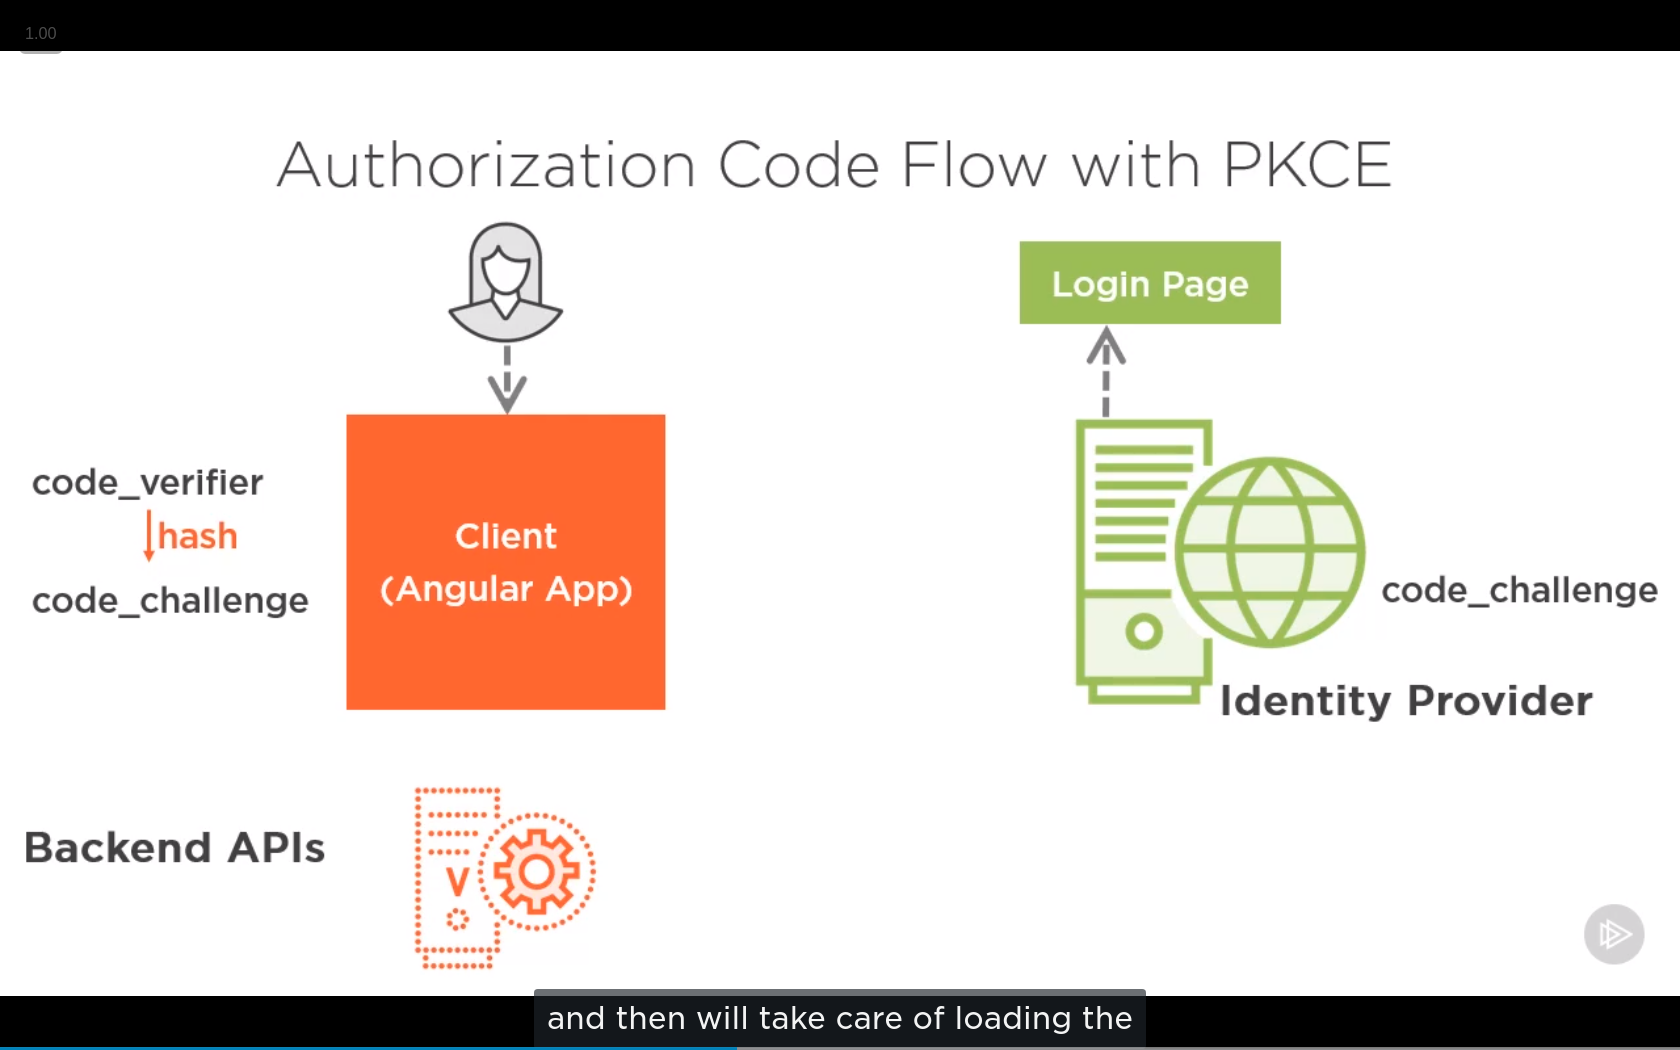 1.00
Authorization Code Flow with PKCE
Login Page
code_verifier
hash
code_challenge
Client
(Angular App)
code_challenge
Identity Provider
Backend APIs
V
and then will take care of loading the